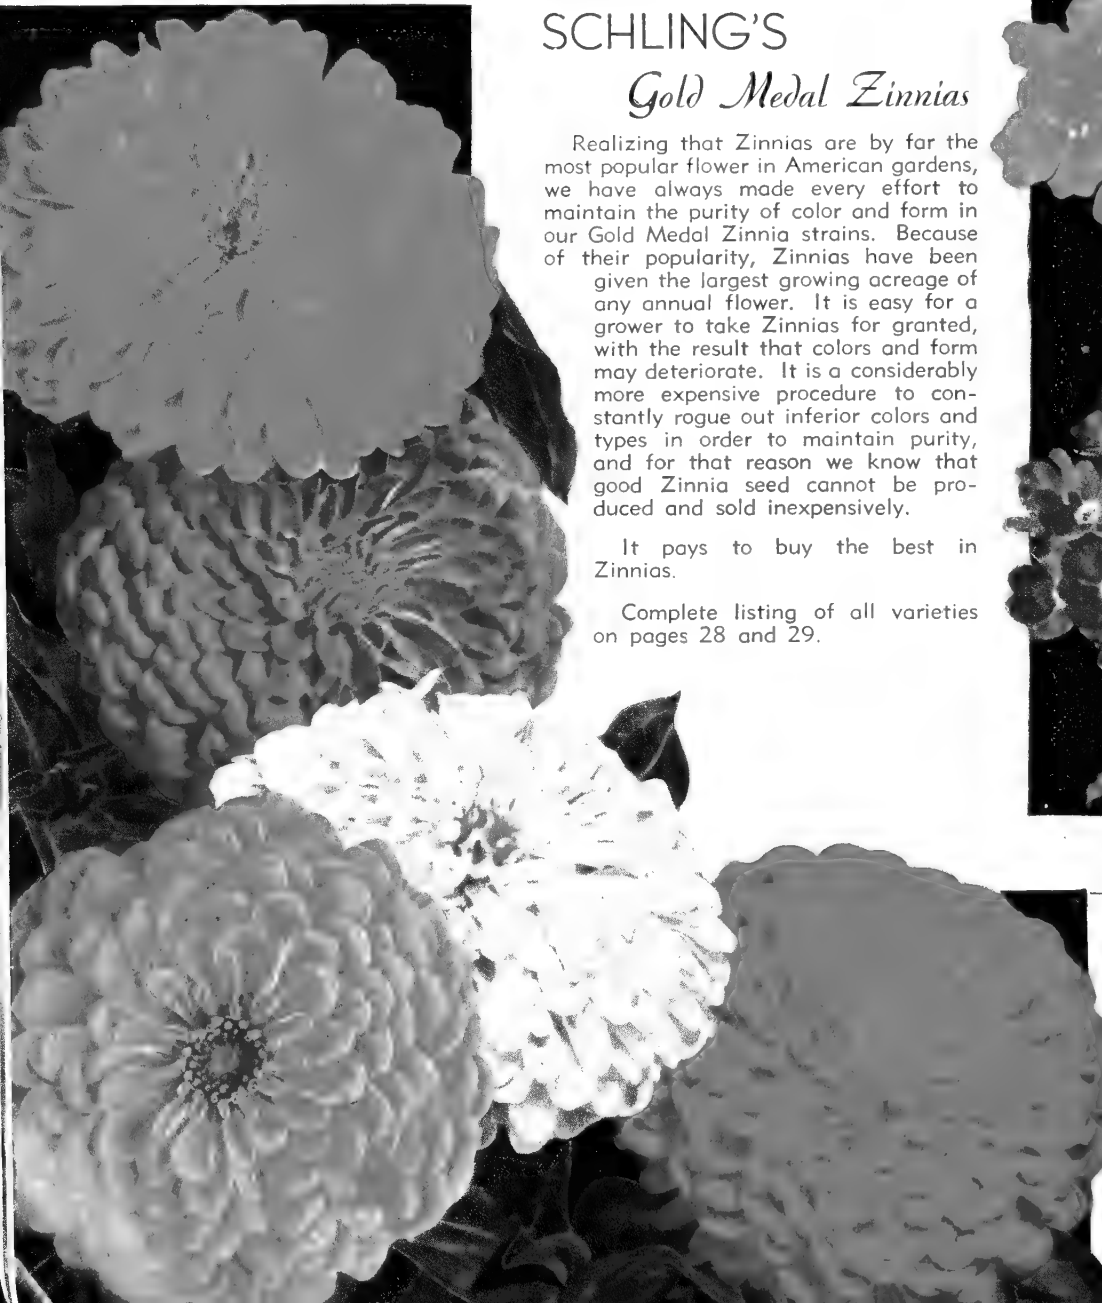 SCHLING'S
Gold Medal Zinnias
Realizing that Zinnias are by far the
most popular flower in American gardens,
we have always made every effort to
maintain the purity of color and form in
our Gold Medal Zinnia strains. Because
of their popularity, Zinnias have been
given the largest growing acreage of
any annual flower. It is easy for a
grower to take Zinnias for granted,
with the result that colors and form
may deteriorate. It is a considerably
more expensive procedure to con-
stantly rogue out inferior colors and
types in order to maintain purity,
and for that reason we know that
good Zinnia seed cannot be pro-
duced and sold inexpensively.
It pays to buy the best in
Zinnias.
Complete listing of all varieties
on pages 28 and 29.